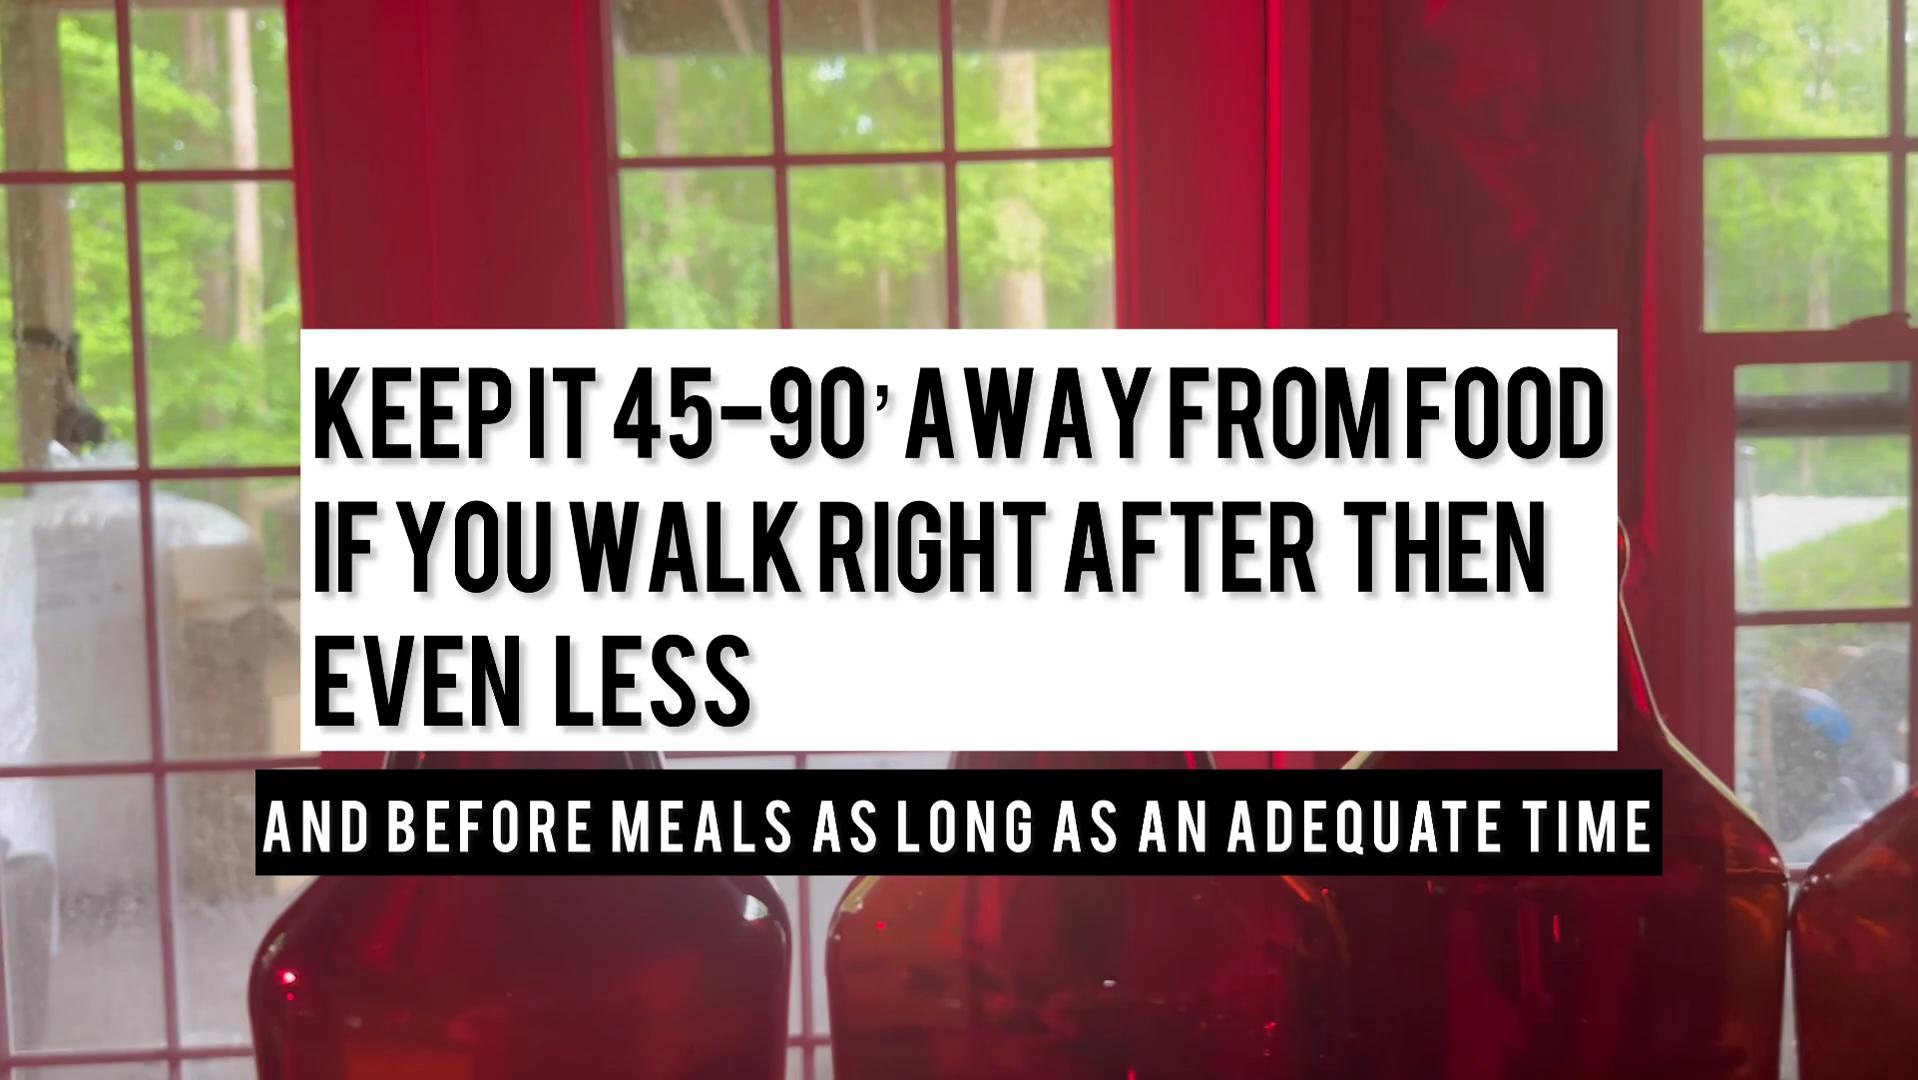 KEEP IT 45-90' AWAY FROM FOOD
IF YOU WALK RIGHT AFTER THEN
EVEN LESS
AND BEFORE MEALS AS LONG AS AN ADEQUATE TIME